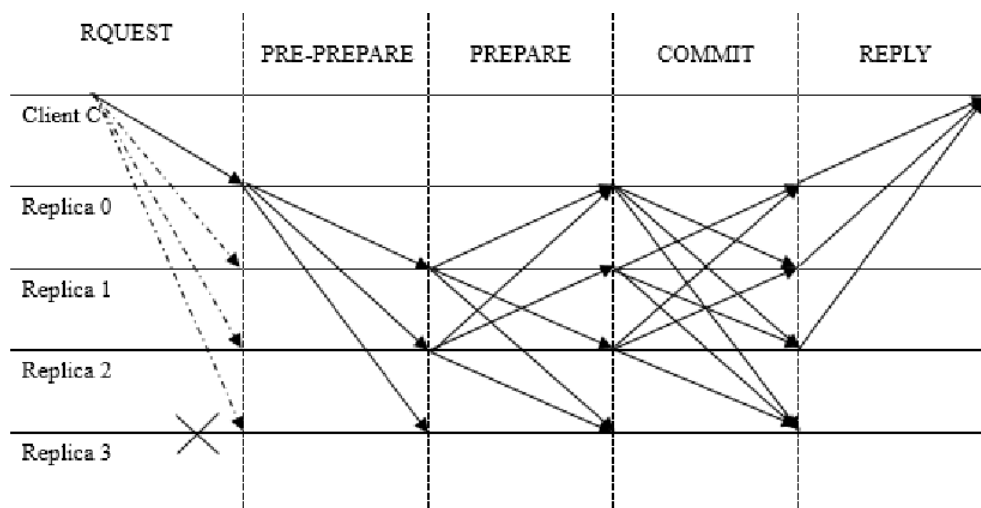 RQUEST
PRE-PREPARE
PREPARE
COMMIT
REPLY
Client C
Replica 0
Replica 1
Replica 2
Replica 3